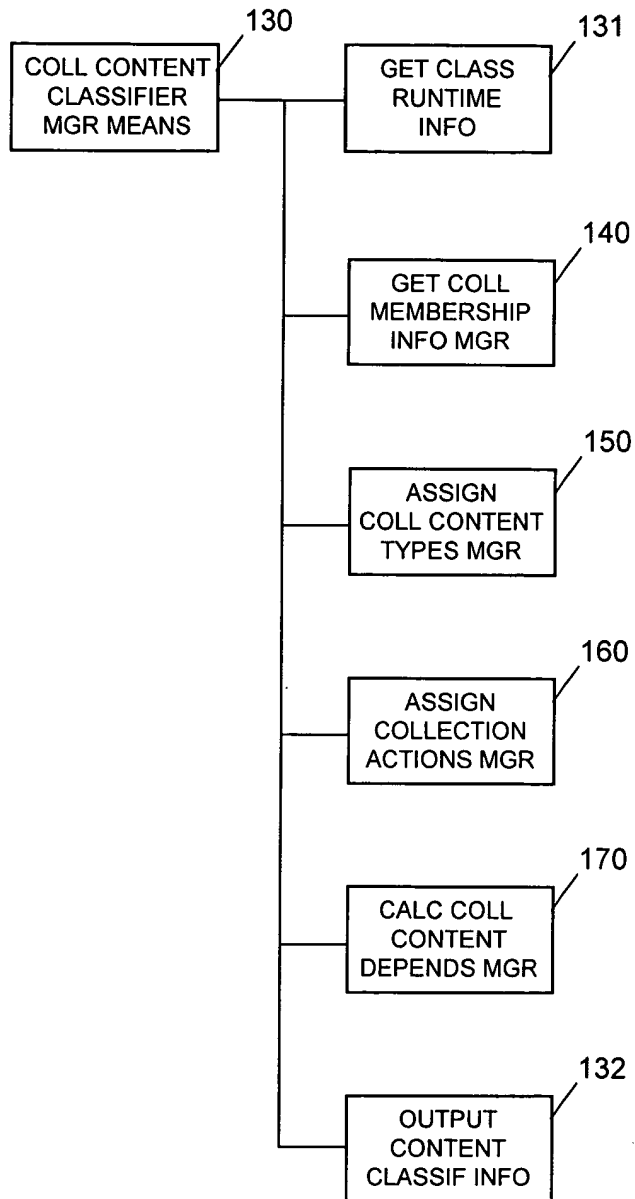 130
COLL CONTENT
CLASSIFIER
MGR MEANS
131
GET CLASS
RUNTIME
INFO
140
GET COLL
MEMBERSHIP
INFO MGR
150
ASSIGN
COLL CONTENT
TYPES MGR
160
ASSIGN
COLLECTION
ACTIONS MGR
170
CALC COLL
CONTENT
DEPENDS MGR
132
OUTPUT
CONTENT
CLASSIF INFO